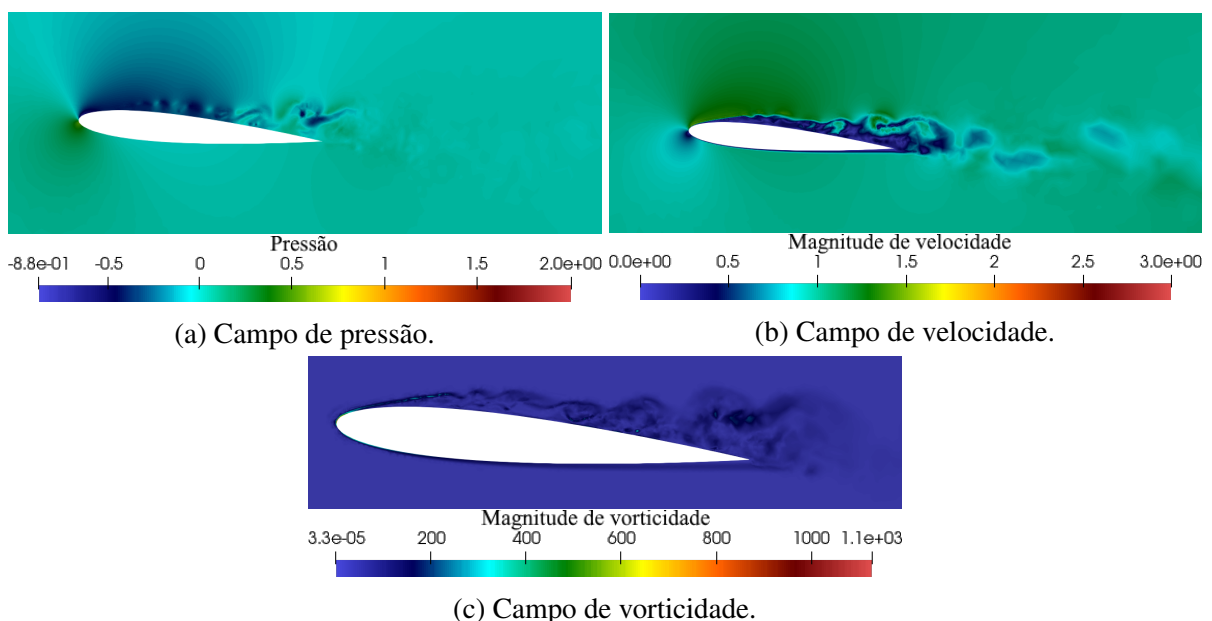 Pressão
-8.8e-01 -0.5 0 0.5 1 1.5 2.0e+00
(a) Campo de pressão.
Magnitude de velocidade
0.0e+00 0.5 1 1.5 2 2.5 3.0e+00
(b) Campo de velocidade.
Magnitude de vorticidade
3.3e-05 200 400 600 800 1000 1.1e+03
(c) Campo de vorticidade.